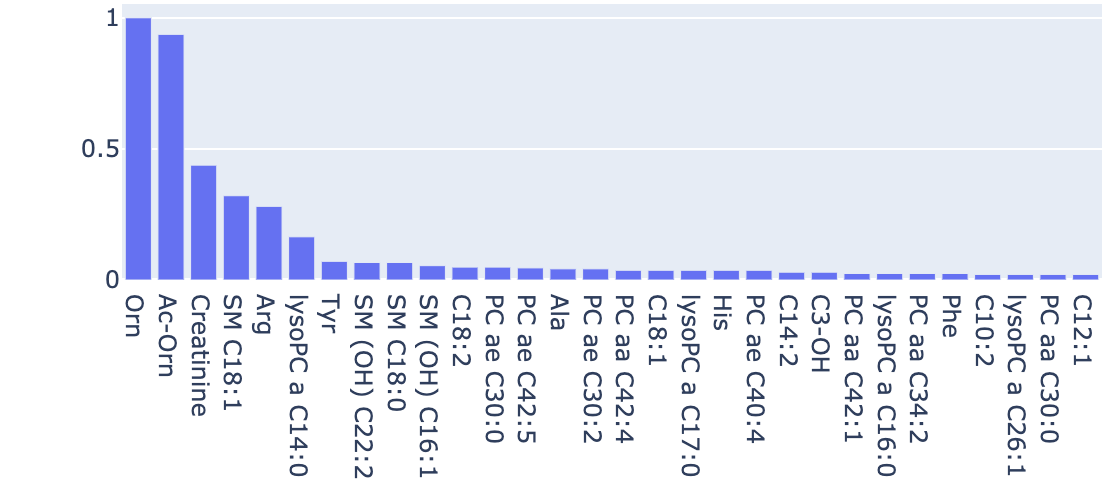 1
0.5
0
Orn
Ac-Orn
Creatinine
SM C18:1
Arg
lysoPC a C14:0
Tyr
SM (OH) C22:2
SM C18:0
SM (OH) C16:1
C18:2
PC ae C30:0
PC ae C42:5
Ala
PC ae C30:2
PC aa C42:4
C18:1
lysoPC a C17:0
His
PC ae C40:4
C14:2
C3-OH
PC aa C42:1
lysoPC a C16:0
PC aa C34:2
Phe
C10:2
lysoPC a C26:1
PC aa C30:0
C12:1